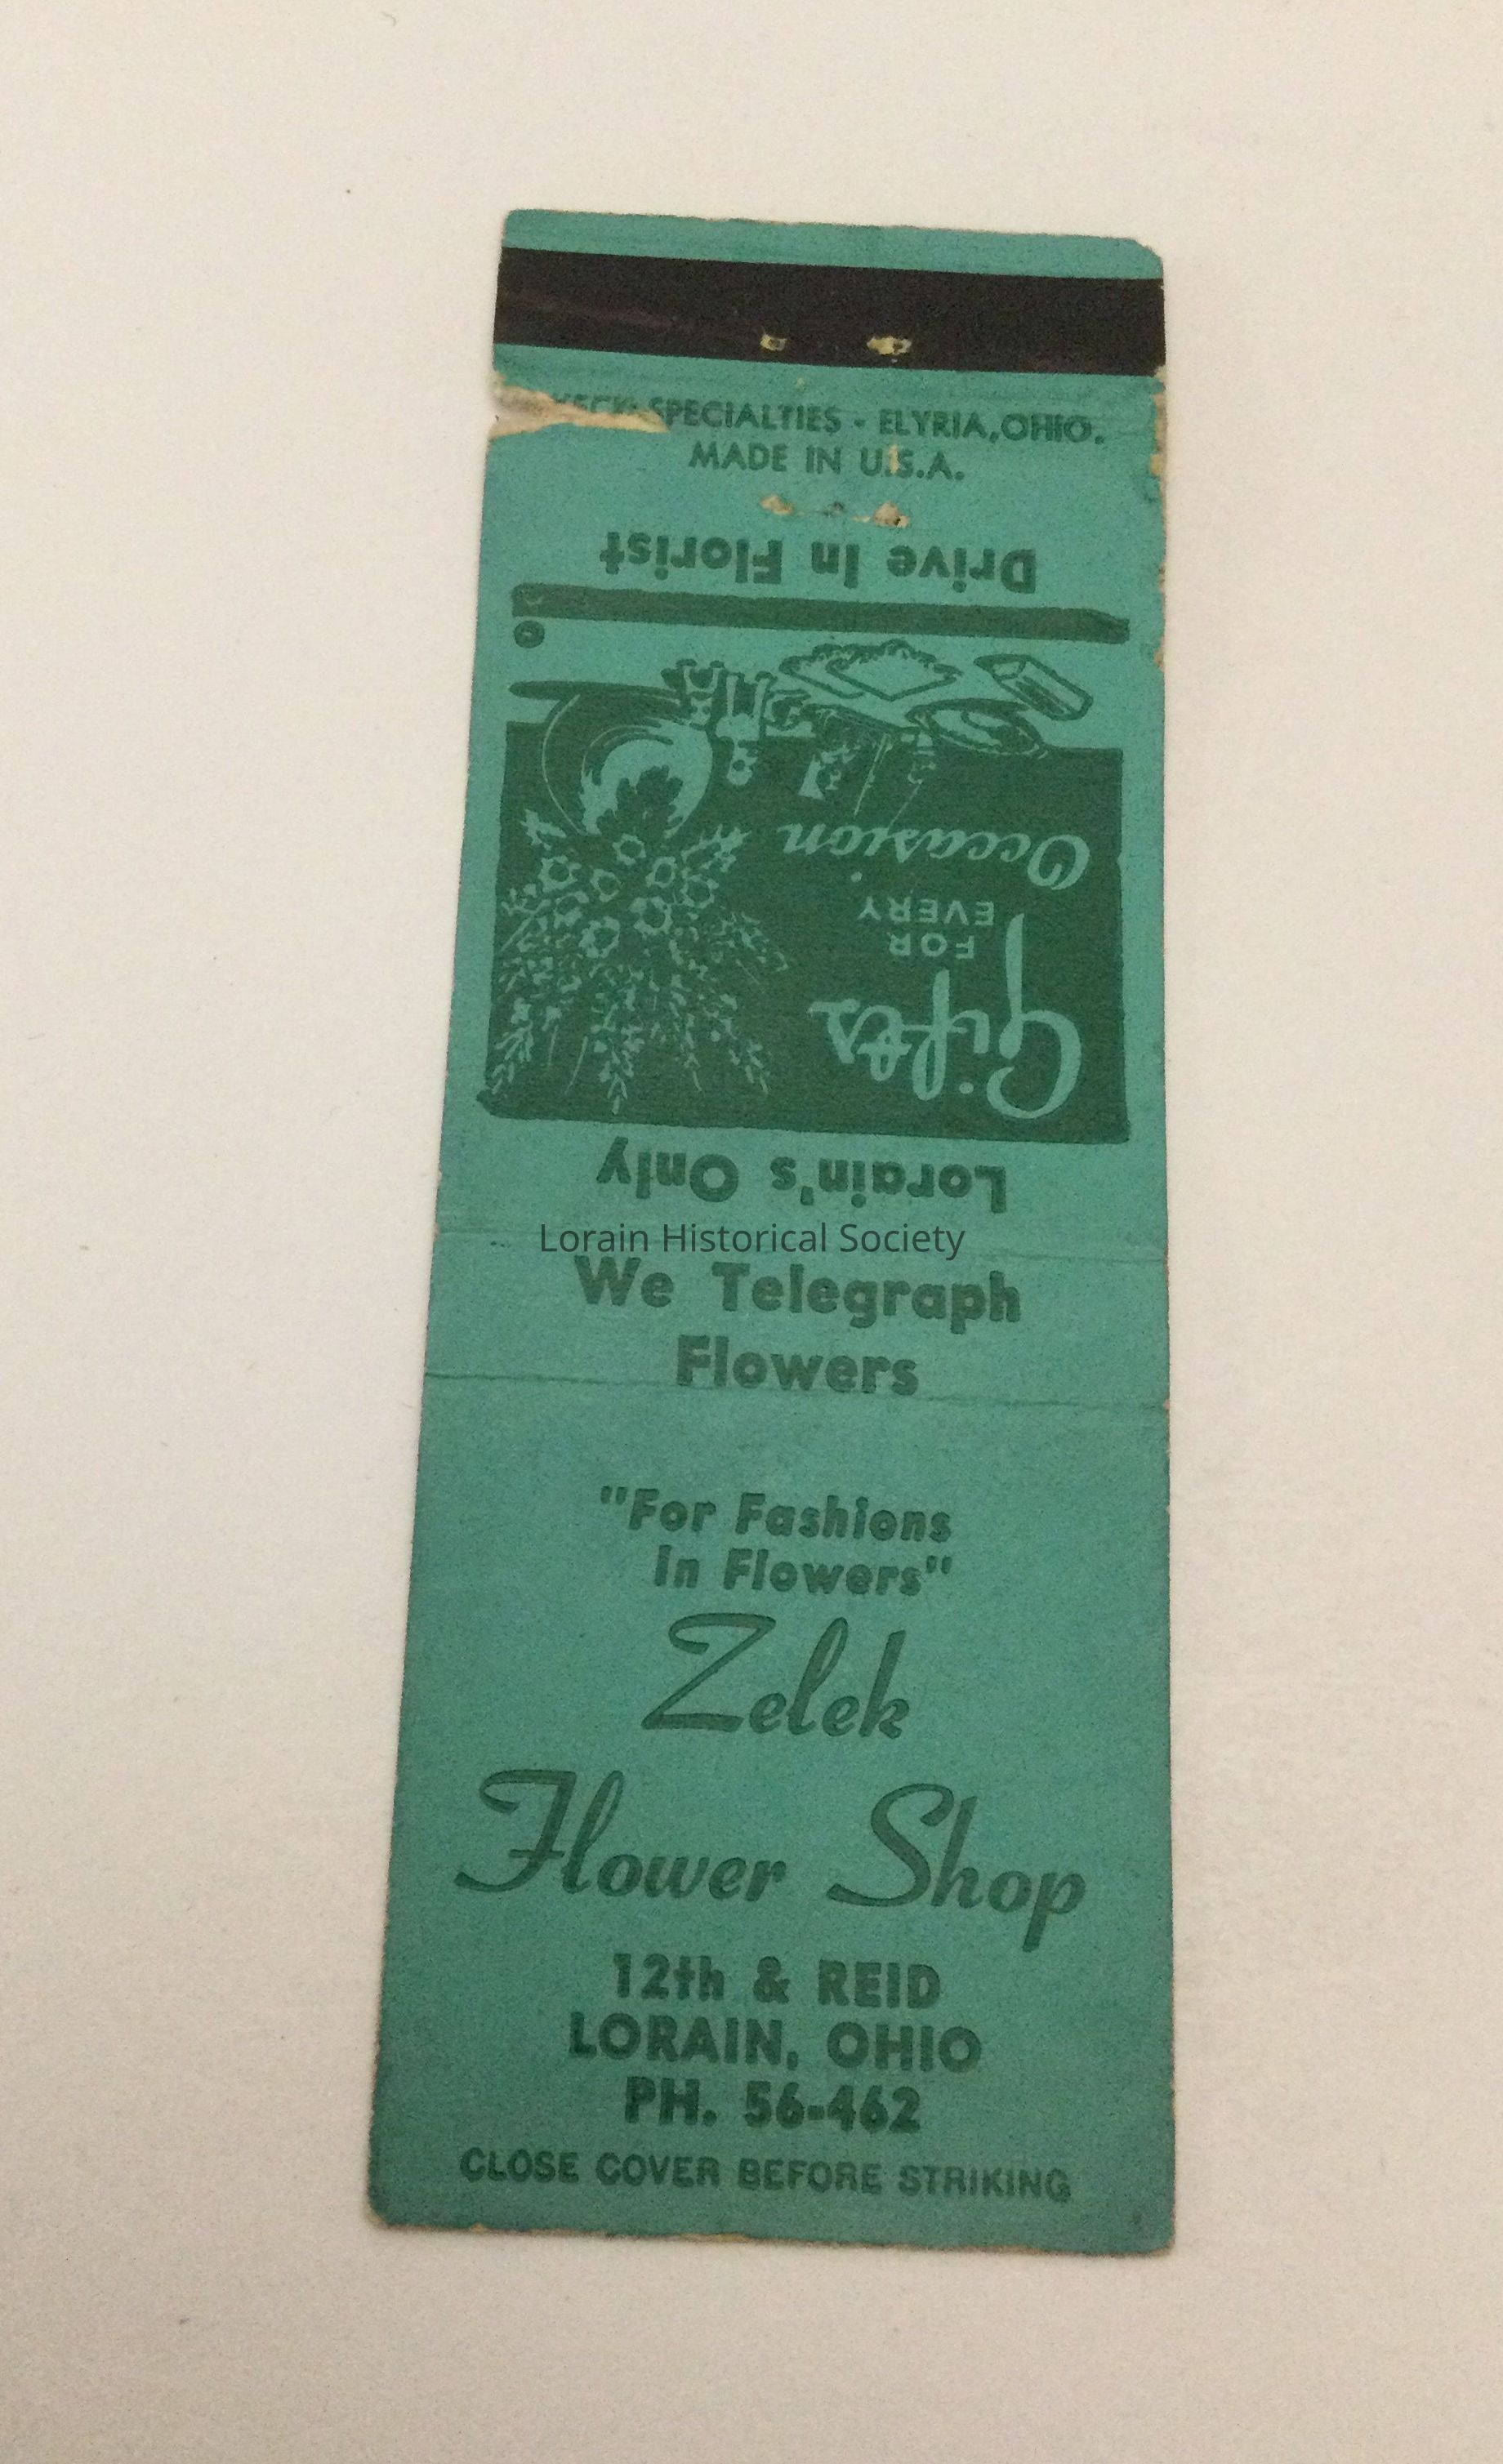 SPECIALTIES - ELYRIA, OHIO.
MADE IN U.S.A.
Lorain's Only
Gifts
FOR
EVERY
Occasion
Drive In Florist
Lorain Historical Society
We Telegraph
Flowers
"For Fashions
in Flowers"
Zelek
Flower Shop
12th & REID
LORAIN, OHIO
PH. 56-462
CLOSE COVER BEFORE STRIKING